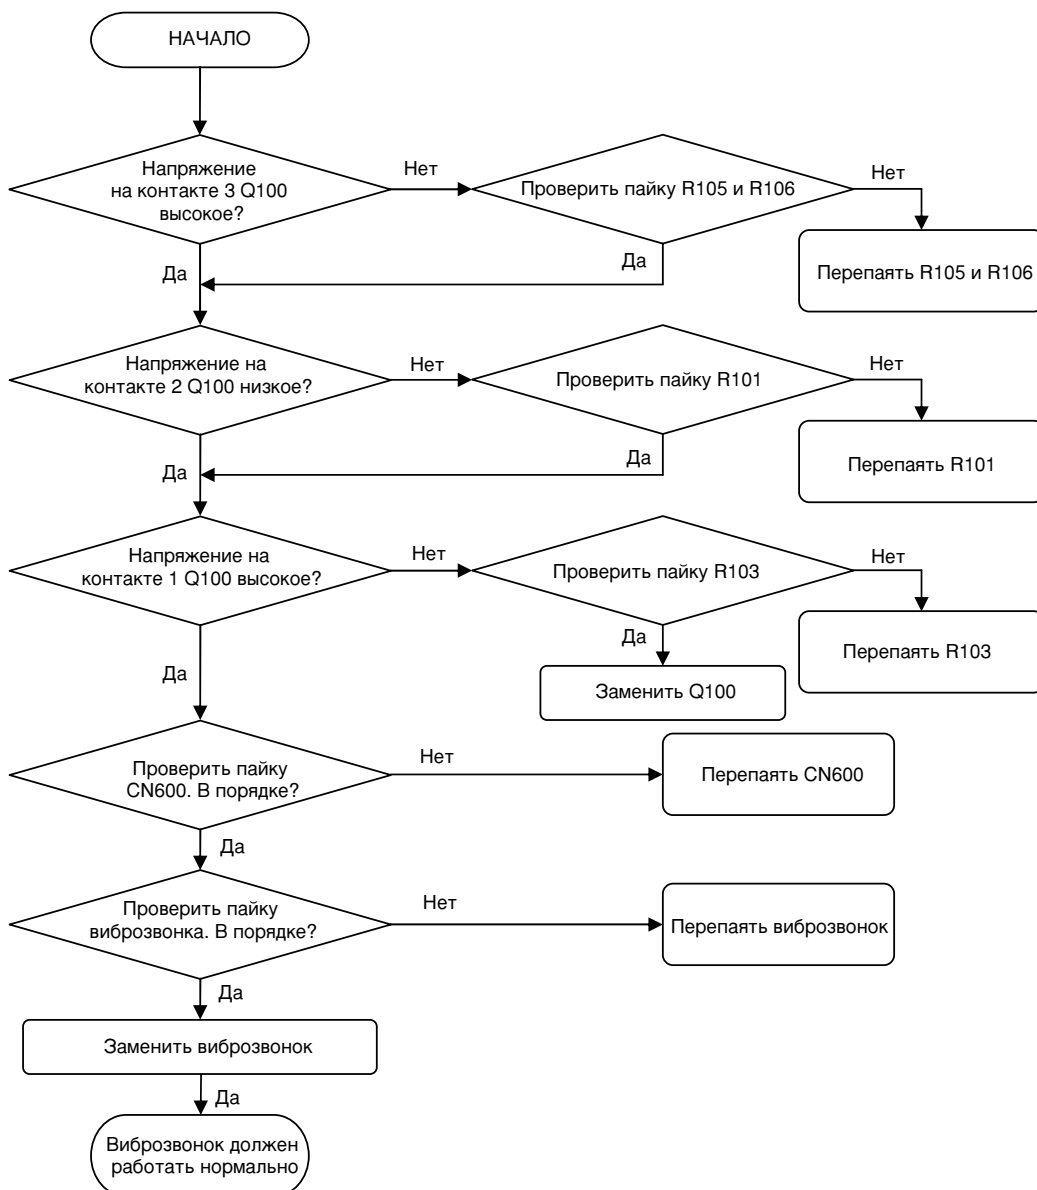 НАЧАЛО
Напряжение
на контакте 3 Q100
высокое?
Нет
Проверить пайку R105 и R106
Нет
Перепаять R105 и R106
Да
Да
Напряжение на
контакте 2 Q100 низкое?
Нет
Проверить пайку R101
Нет
Перепаять R101
Да
Да
Напряжение на
контакте 1 Q100 высокое?
Нет
Проверить пайку R103
Нет
Перепаять R103
Да
Заменить Q100
Да
Проверить пайку
CN600. В порядке?
Нет
Перепаять CN600
Да
Проверить пайку
виброзвонка. В порядке?
Нет
Перепаять виброзвонок
Да
Заменить виброзвонок
Да
Виброзвонок должен
работать нормально